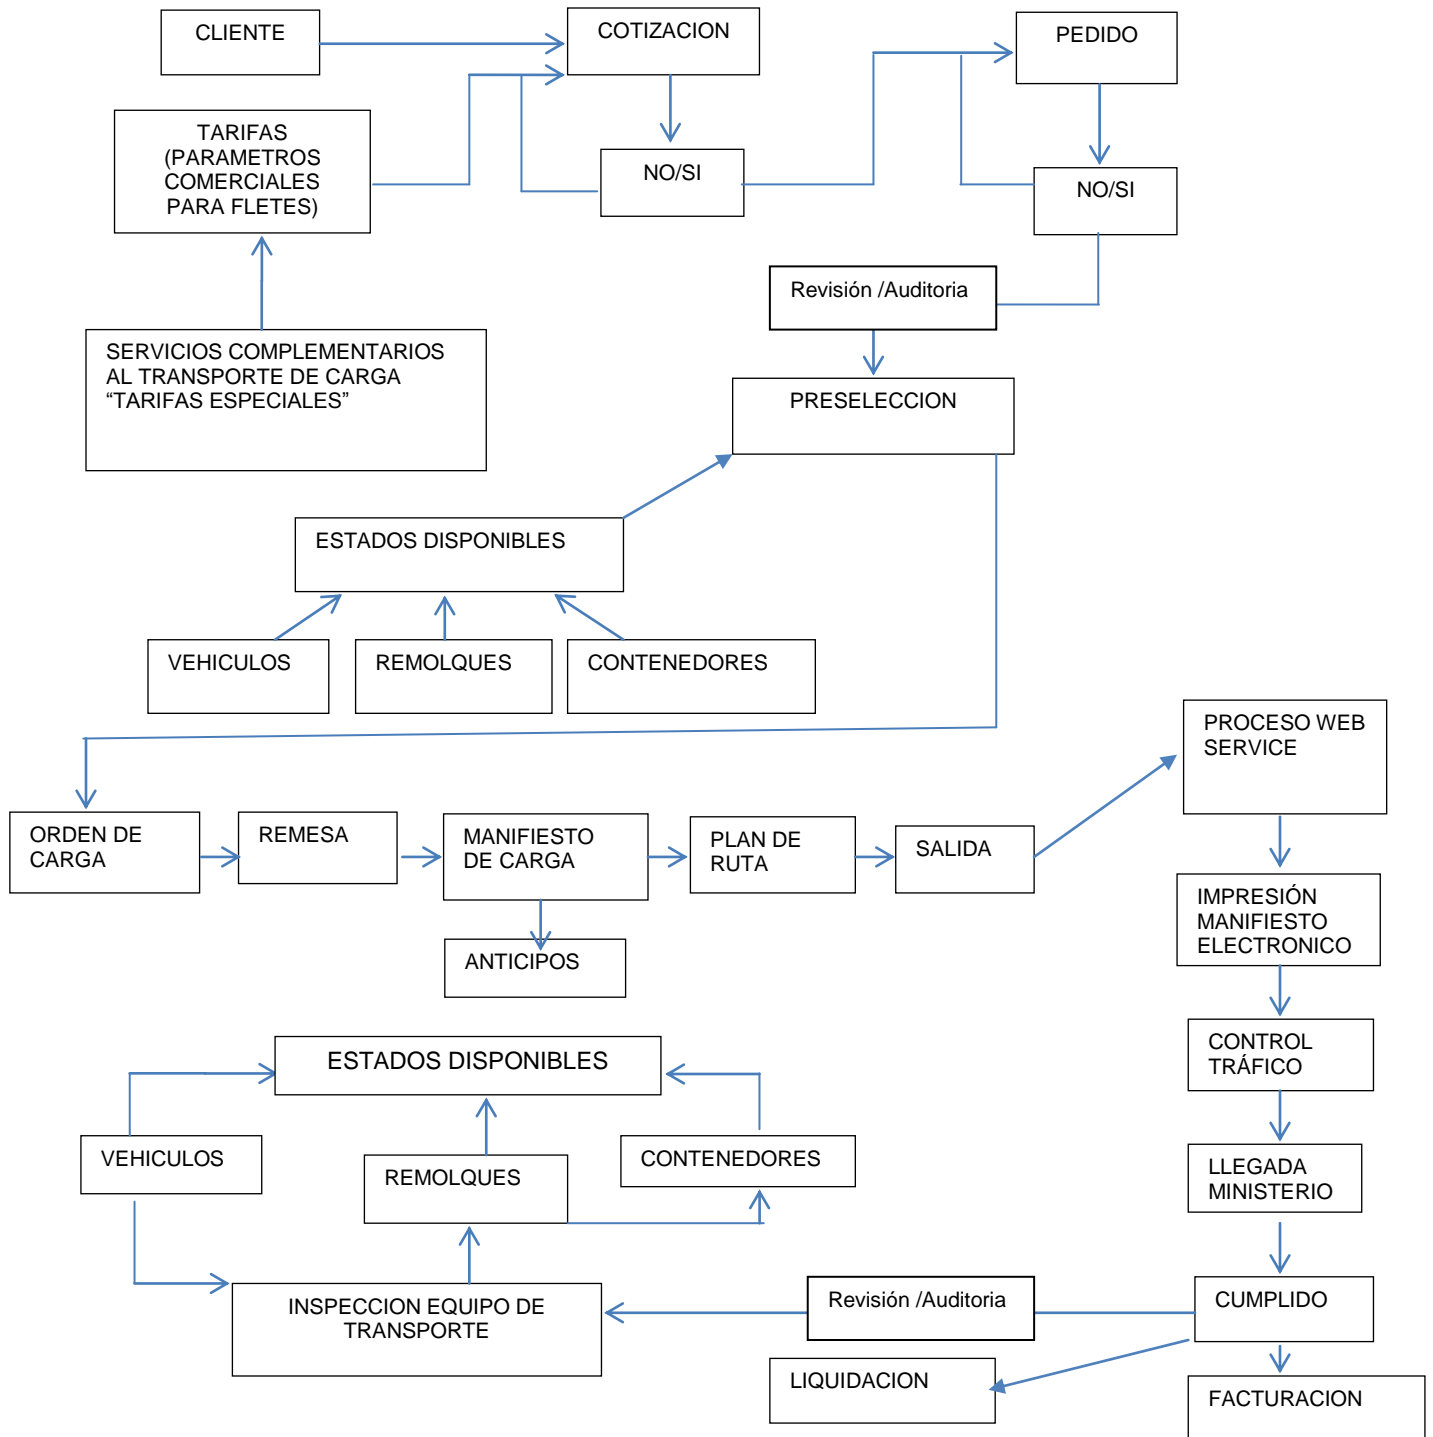 CLIENTE
COTIZACION
PEDIDO
TARIFAS
(PARAMETROS
COMERCIALES
PARA FLETES)
NO/SI
NO/SI
Revisión /Auditoria
SERVICIOS COMPLEMENTARIOS
AL TRANSPORTE DE CARGA
“TARIFAS ESPECIALES”
PRESELECCION
ESTADOS DISPONIBLES
VEHICULOS
REMOLQUES
CONTENEDORES
PROCESO WEB
SERVICE
ORDEN DE
CARGA
REMESA
MANIFIESTO
DE CARGA
PLAN DE
RUTA
SALIDA
IMPRESIÓN
MANIFIESTO
ELECTRONICO
ANTICIPOS
CONTROL
TRÁFICO
ESTADOS DISPONIBLES
VEHICULOS
REMOLQUES
CONTENEDORES
LLEGADA
MINISTERIO
INSPECCION EQUIPO DE
TRANSPORTE
Revisión /Auditoria
CUMPLIDO
LIQUIDACION
FACTURACION